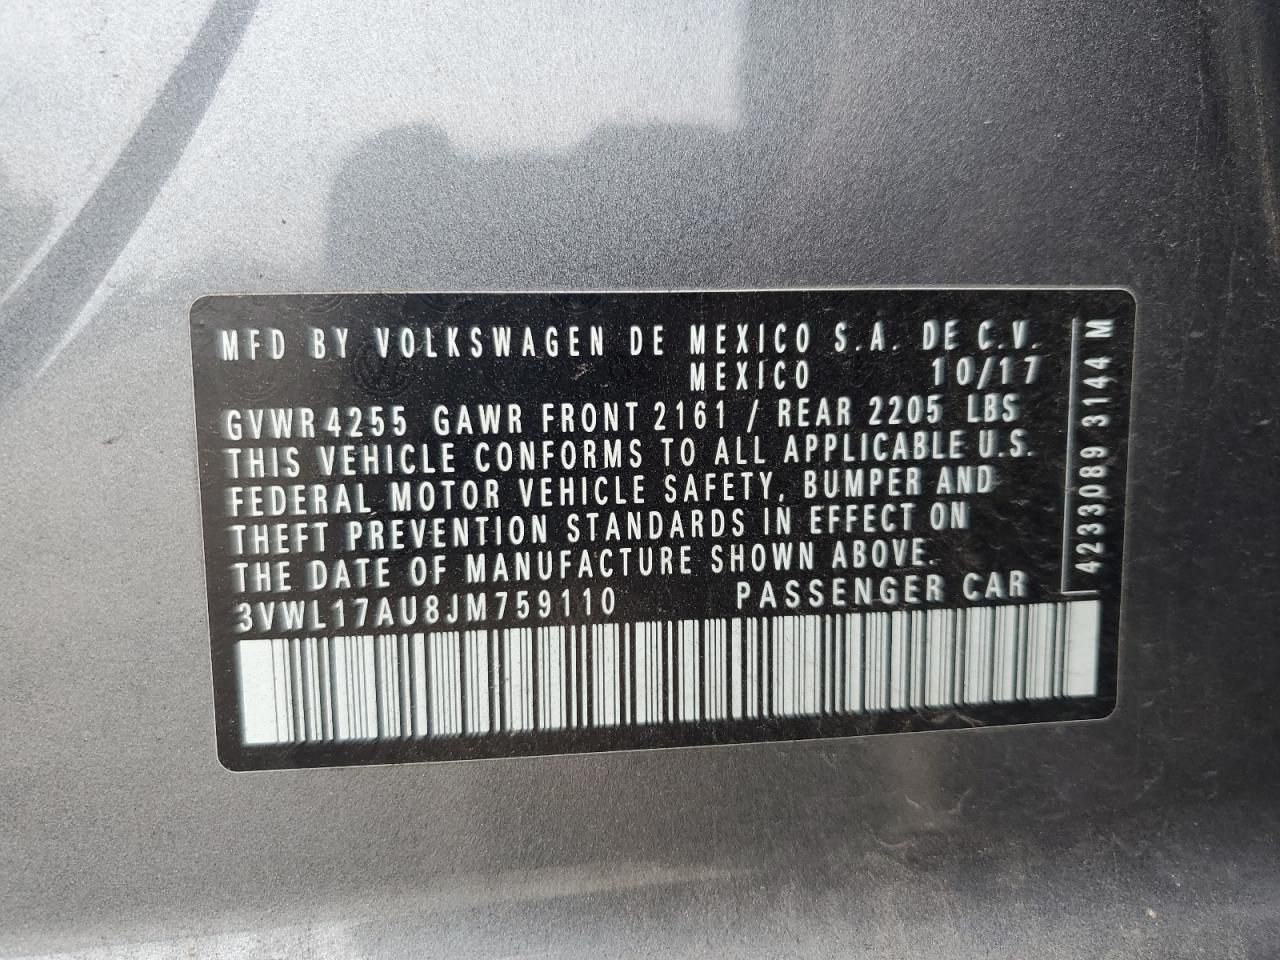 MFD BY VOLKSWAGEN DE MEXICO S.A. DE C.V.
MEXICO 10/17
GVWR 4255 GAWR FRONT 2161 / REAR 2205 LBS
THIS VEHICLE CONFORMS TO ALL APPLICABLE U.S.
FEDERAL MOTOR VEHICLE SAFETY, BUMPER AND
THEFT PREVENTION STANDARDS IN EFFECT ON
THE DATE OF MANUFACTURE SHOWN ABOVE.
3VWL17AU8JM759110 PASSENGER CAR
4233089 3144 M